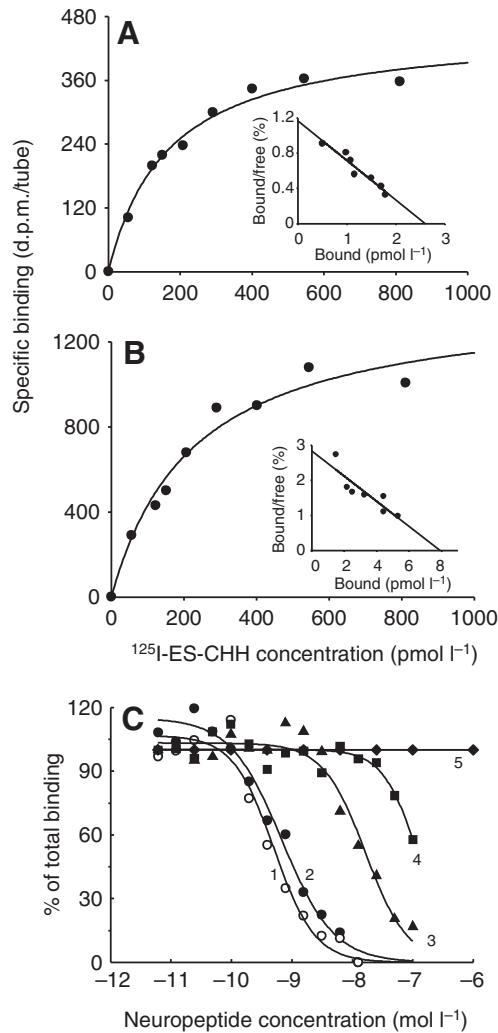 A
480
360
240
120
0
0 200 400 600 800 1000
Bound/free (%)
1.2
0.8
0.4
0
0 1 2 3
Bound (pmol l–1)
Specific binding (d.p.m./tube)
B
1200
800
400
0
0 200 400 600 800 1000
Bound/free (%)
3
2
1
0
0 2 4 6 8
Bound (pmol l–1)
125I-ES-CHH concentration (pmol l–1)
C
% of total binding
120
90
60
30
0
1
2
3
4
5
–12 –11 –10 –9 –8 –7 –6
Neuropeptide concentration (mol l–1)